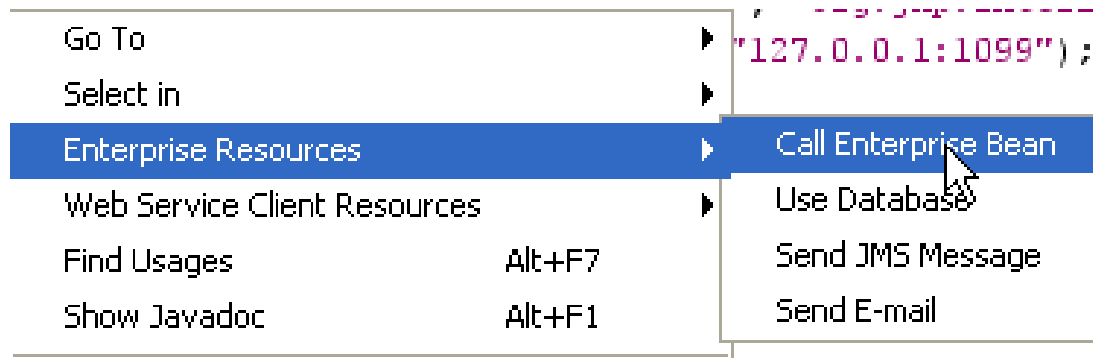 Go To
"127.0.0.1:1099");
Select in
Enterprise Resources
Call Enterprise Bean
Web Service Client Resources
Use Database
Find Usages Alt+F7
Send JMS Message
Show Javadoc Alt+F1
Send E-mail